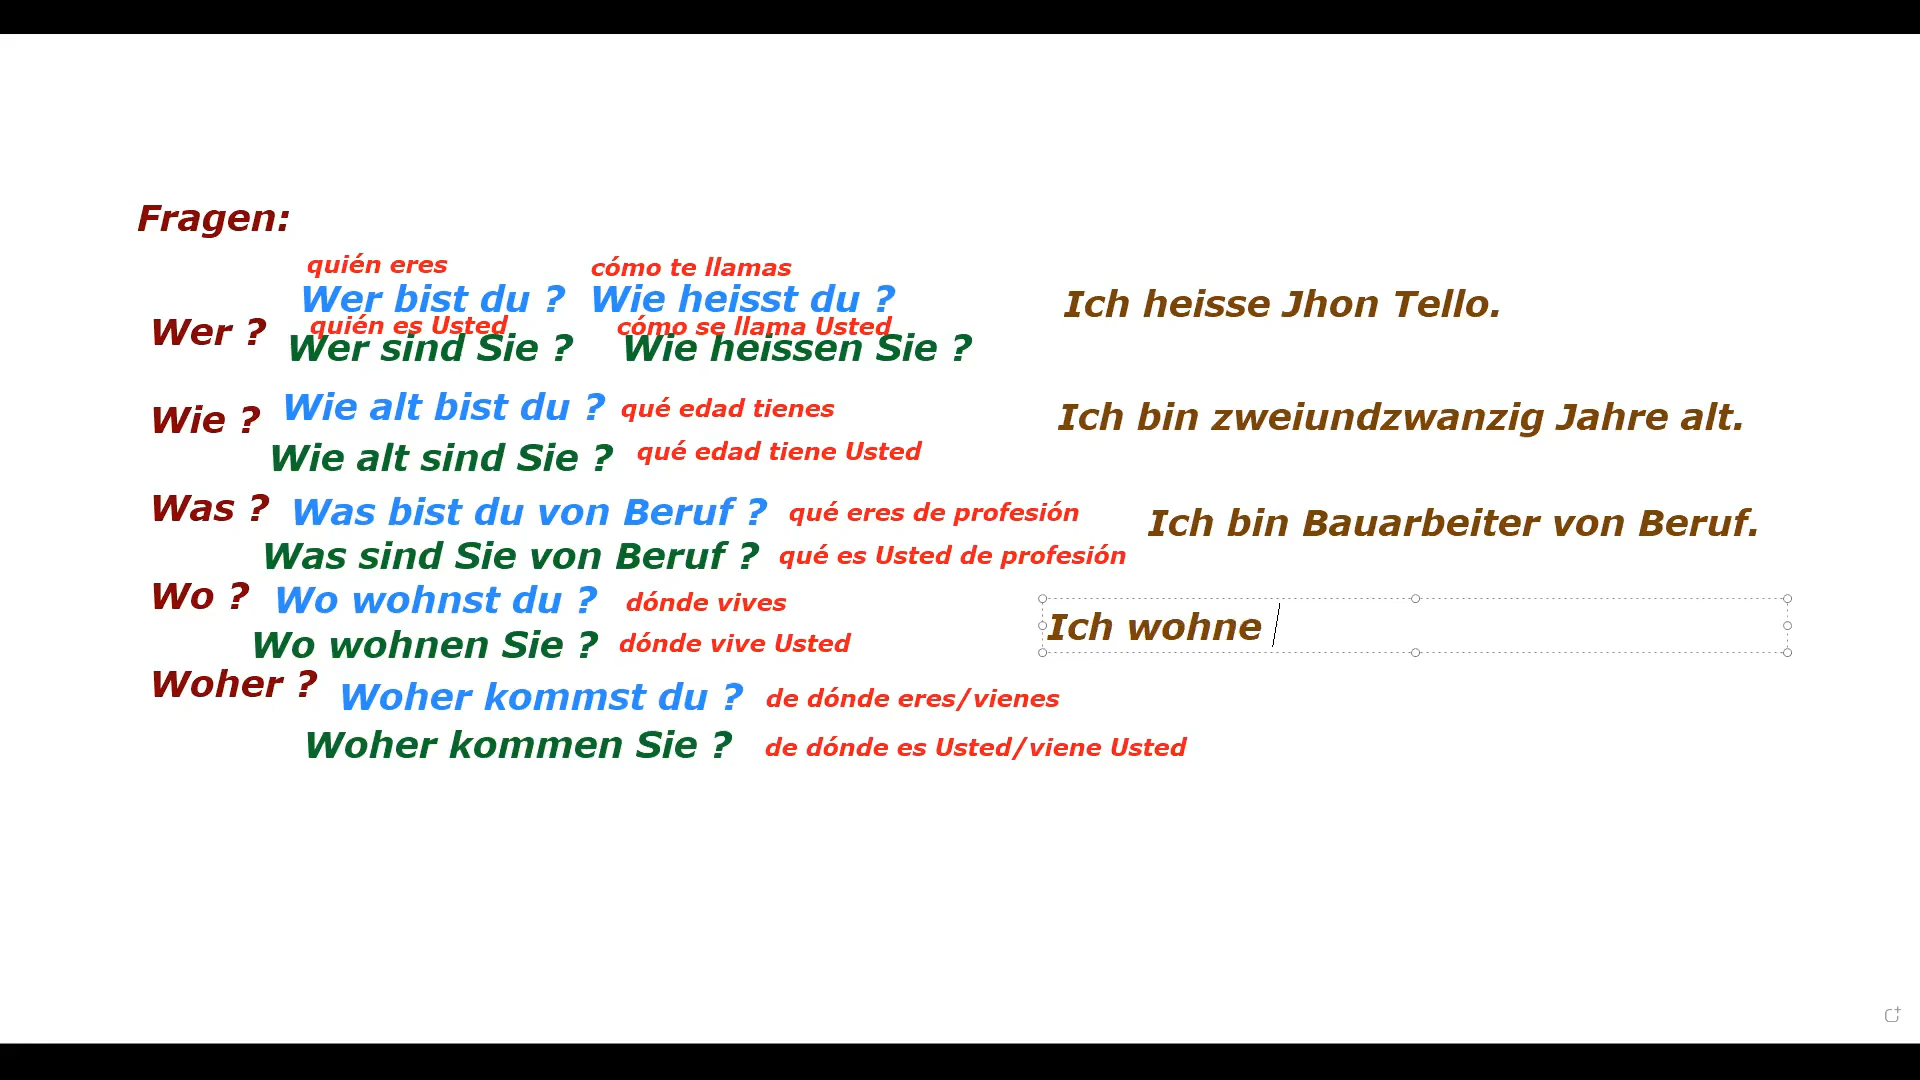 Fragen:
quién eres
cómo te llamas
Wer bist du ?
Wie heisst du ?
Ich heisse Jhon Tello.
Wer ?
quién es Usted
cómo se llama Usted
Wer sind Sie ?
Wie heissen Sie ?
Wie ?
Wie alt bist du ?
qué edad tienes
Ich bin zweiundzwanzig Jahre alt.
Wie alt sind Sie ?
qué edad tiene Usted
Was ?
Was bist du von Beruf ?
qué eres de profesión
Ich bin Bauarbeiter von Beruf.
Was sind Sie von Beruf ?
qué es Usted de profesión
Wo ?
Wo wohnst du ?
dónde vives
Ich wohne
Wo wohnen Sie ?
dónde vive Usted
Woher ?
Woher kommst du ?
de dónde eres/vienes
Woher kommen Sie ?
de dónde es Usted/viene Usted